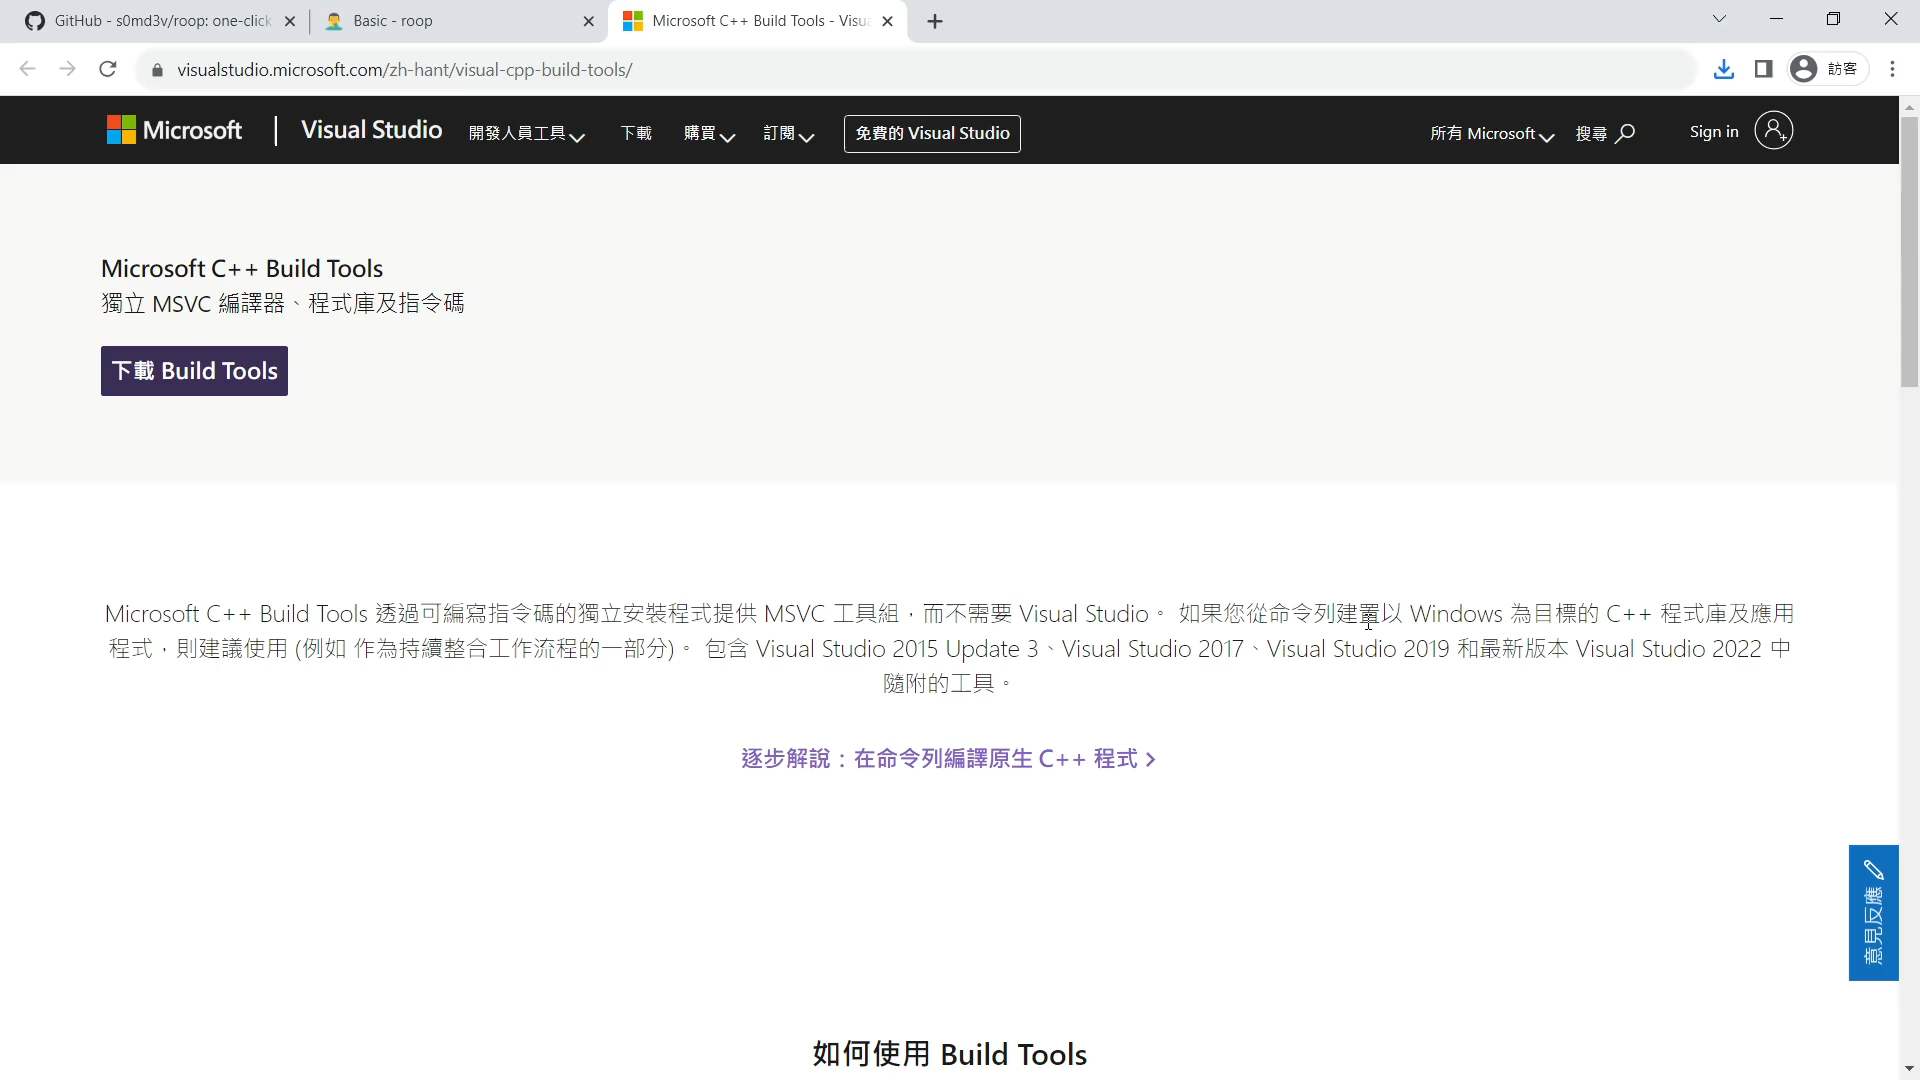 GitHub - s0md3v/roop: one-click
Basic - roop
Microsoft C++ Build Tools - Visu
visualstudio.microsoft.com/zh-hant/visual-cpp-build-tools/
訪客
Microsoft
Visual Studio
開發人員工具
下載
購買
訂閱
免費的 Visual Studio
所有 Microsoft
搜尋
Sign in
Microsoft C++ Build Tools
獨立 MSVC 編譯器、程式庫及指令碼
下載 Build Tools
Microsoft C++ Build Tools 透過可編寫指令碼的獨立安裝程式提供 MSVC 工具組，而不需要 Visual Studio。 如果您從命令列建置以 Windows 為目標的 C++ 程式庫及應用
程式，則建議使用 (例如 作為持續整合工作流程的一部分)。 包含 Visual Studio 2015 Update 3、Visual Studio 2017、Visual Studio 2019 和最新版本 Visual Studio 2022 中
隨附的工具。
逐步解說：在命令列編譯原生 C++ 程式
意見反應
如何使用 Build Tools